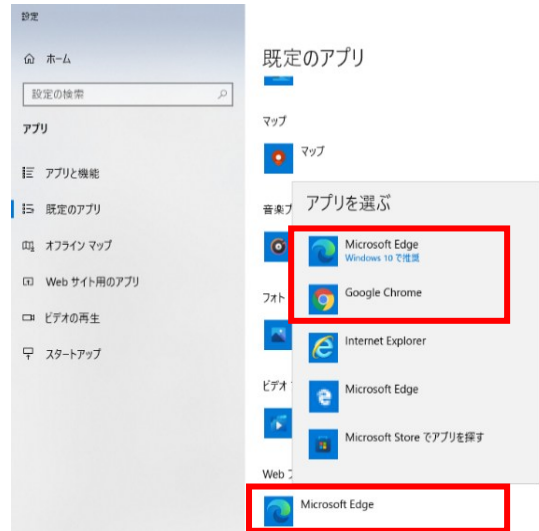 設定
ホーム
設定の検索
アプリ
アプリと機能
既定のアプリ
オフライン マップ
Web サイト用のアプリ
ビデオの再生
スタートアップ
既定のアプリ
マップ
マップ
音楽プ
アプリを選ぶ
Microsoft Edge
Windows 10 で推奨
Google Chrome
フォト
Internet Explorer
ビデオ
Microsoft Edge
Microsoft Store でアプリを探す
Web
Microsoft Edge